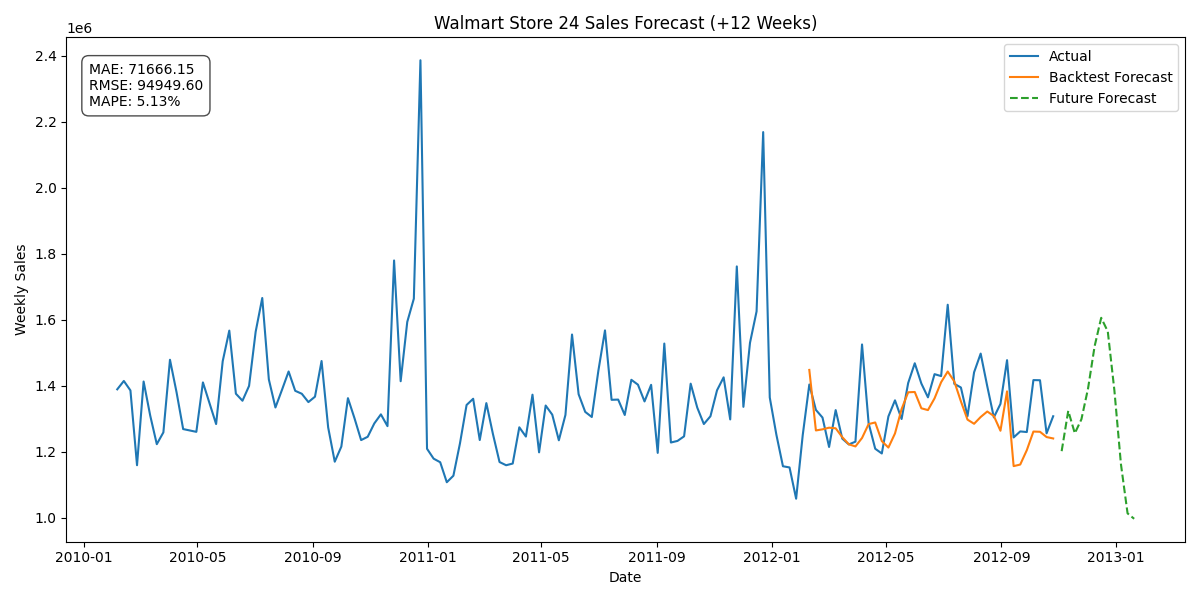 Walmart Store 24 Sales Forecast (+12 Weeks)
1e6
MAE: 71666.15
RMSE: 94949.60
MAPE: 5.13%
Actual
Backtest Forecast
Future Forecast
2.4
2.2
2.0
1.8
1.6
1.4
1.2
1.0
Weekly Sales
2010-01
2010-05
2010-09
2011-01
2011-05
2011-09
2012-01
2012-05
2012-09
2013-01
Date